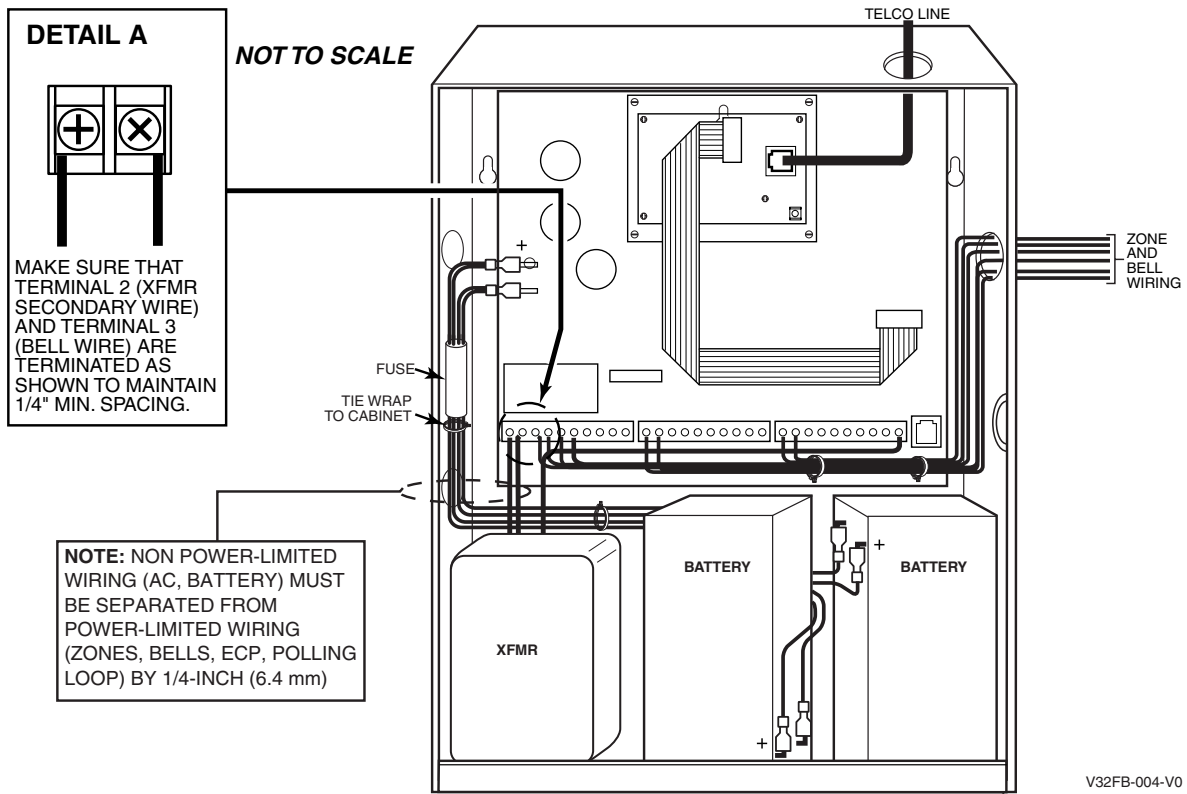 DETAIL A
NOT TO SCALE
TELCO LINE
MAKE SURE THAT
TERMINAL 2 (XFMR
SECONDARY WIRE)
AND TERMINAL 3
(BELL WIRE) ARE
TERMINATED AS
SHOWN TO MAINTAIN
1/4" MIN. SPACING.
+
ZONE
AND
BELL
WIRING
FUSE
TIE WRAP
TO CABINET
NOTE: NON POWER-LIMITED
WIRING (AC, BATTERY) MUST
BE SEPARATED FROM
POWER-LIMITED WIRING
(ZONES, BELLS, ECP, POLLING
LOOP) BY 1/4-INCH (6.4 mm)
XFMR
BATTERY
+
+
BATTERY
V32FB-004-V0